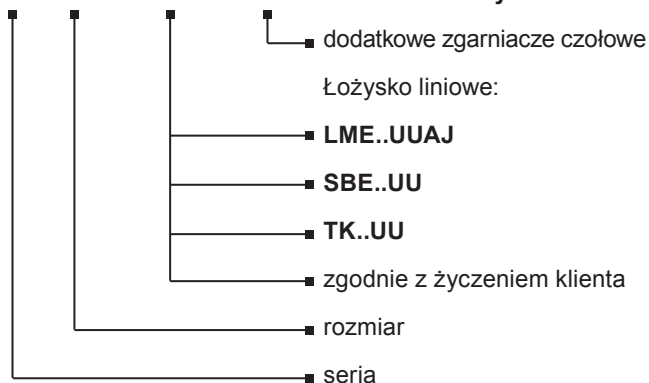 dodatkowe zgarniacze czołowe
Łożysko liniowe:
LME..UUAJ
SBE..UU
TK..UU
zgodnie z życzeniem klienta
rozmiar
seria